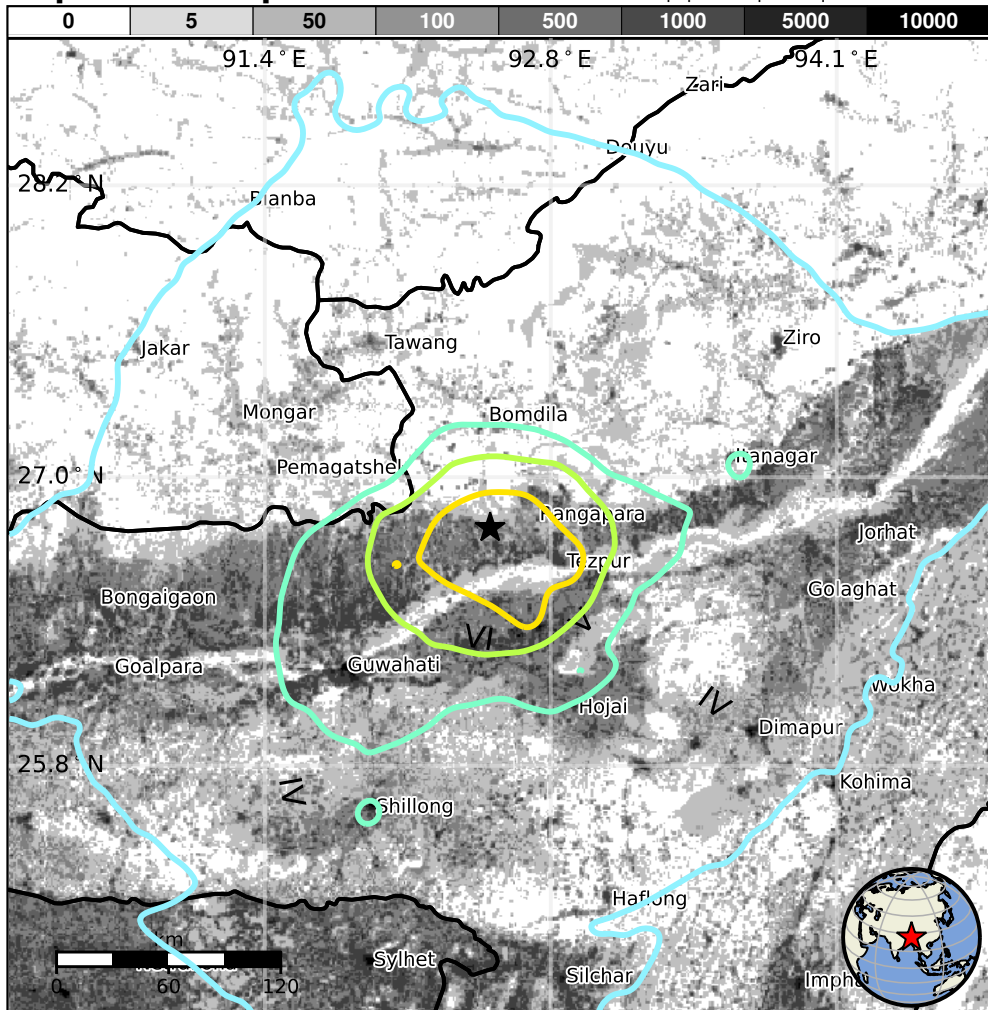 0 5 50 100 500 1000 5000 10000
91.4°E 92.8°E 94.1°E
Zari
Douyu
28.2°N
Bianba
Ziro
Jakar
Tawang
Mongar
Bomdila
Itanagar
Pemagatshel
27.0°N
Rangapara
Jorhat
Tezpur
Golaghat
Bongaigaon
V
VI
Guwahati
Goalpara
Wokha
IV
Hojai
Dimapur
25.8°N
Kohima
IV
Shillong
Haflong
km
Sylhet
Silchar
0 60 120